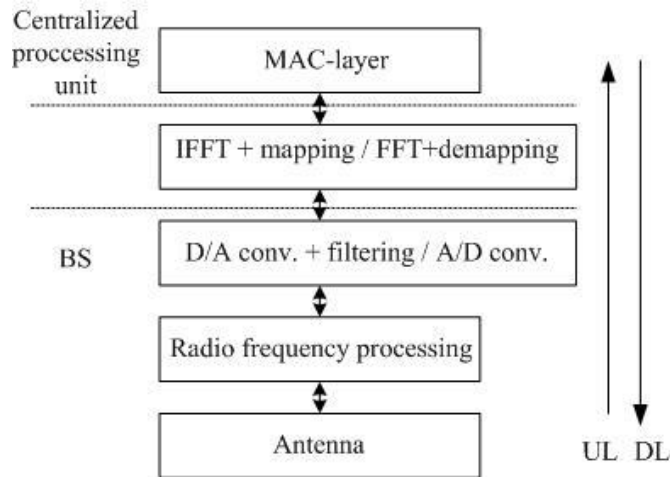 Centralized
proccessing
unit
MAC-layer
IFFT + mapping / FFT+demapping
BS
D/A conv. + filtering / A/D conv.
Radio frequency processing
Antenna
UL DL